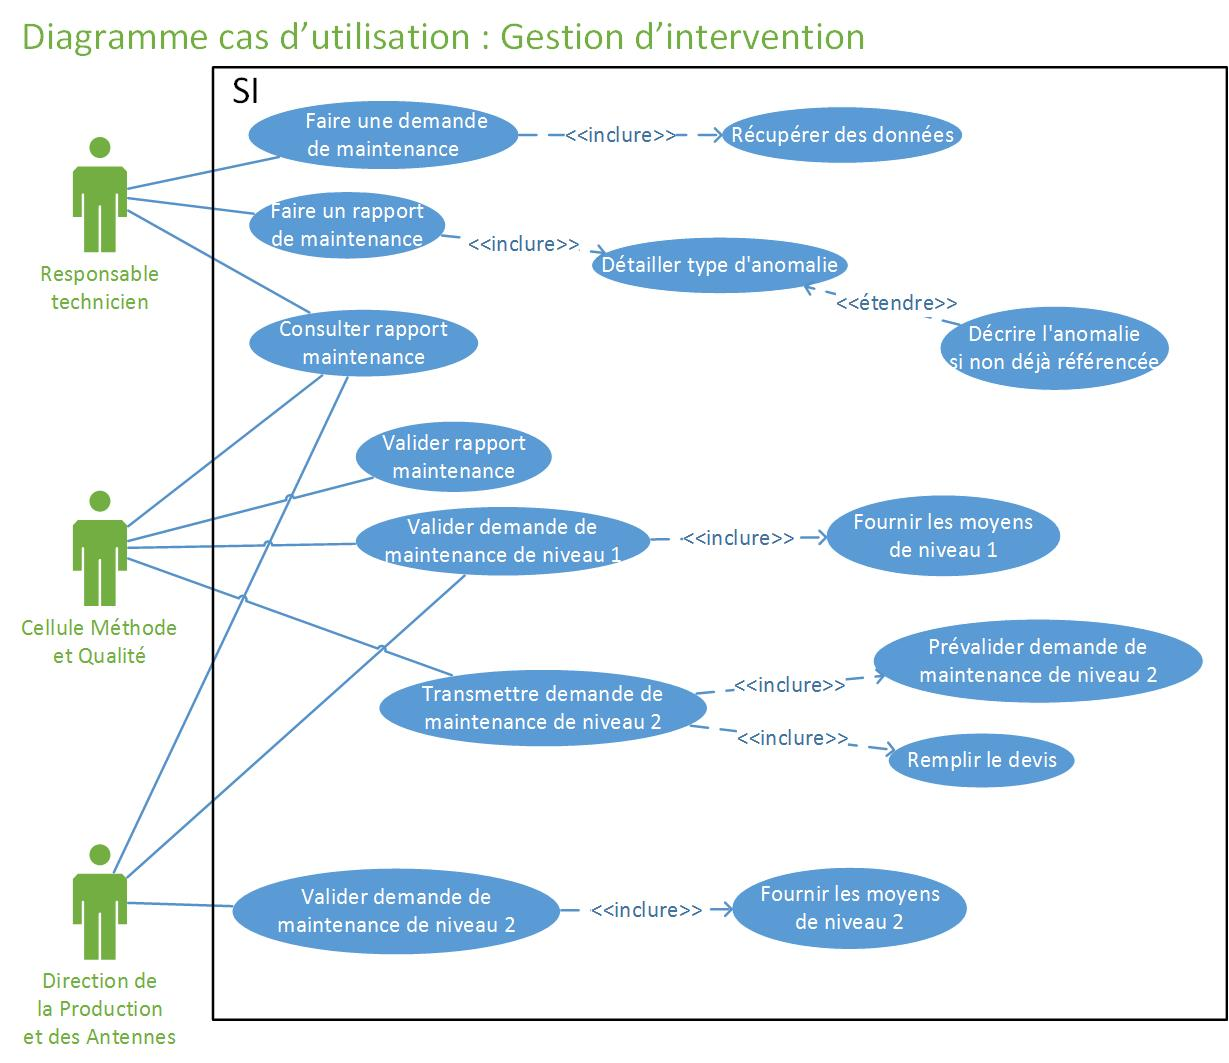 Diagramme cas d’utilisation : Gestion d’intervention
SI
Faire une demande
de maintenance
<<inclure>>
Récupérer des données
Responsable
technicien
Faire un rapport
de maintenance
<<inclure>>
Détailler type d'anomalie
<<étendre>>
Décrire l'anomalie
si non déjà référencée
Consulter rapport
maintenance
Valider rapport
maintenance
Cellule Méthode
et Qualité
Valider demande de
maintenance de niveau 1
<<inclure>>
Fournir les moyens
de niveau 1
Transmettre demande de
maintenance de niveau 2
<<inclure>>
Prévalider demande de
maintenance de niveau 2
<<inclure>>
Remplir le devis
Direction de
la Production
et des Antennes
Valider demande de
maintenance de niveau 2
<<inclure>>
Fournir les moyens
de niveau 2